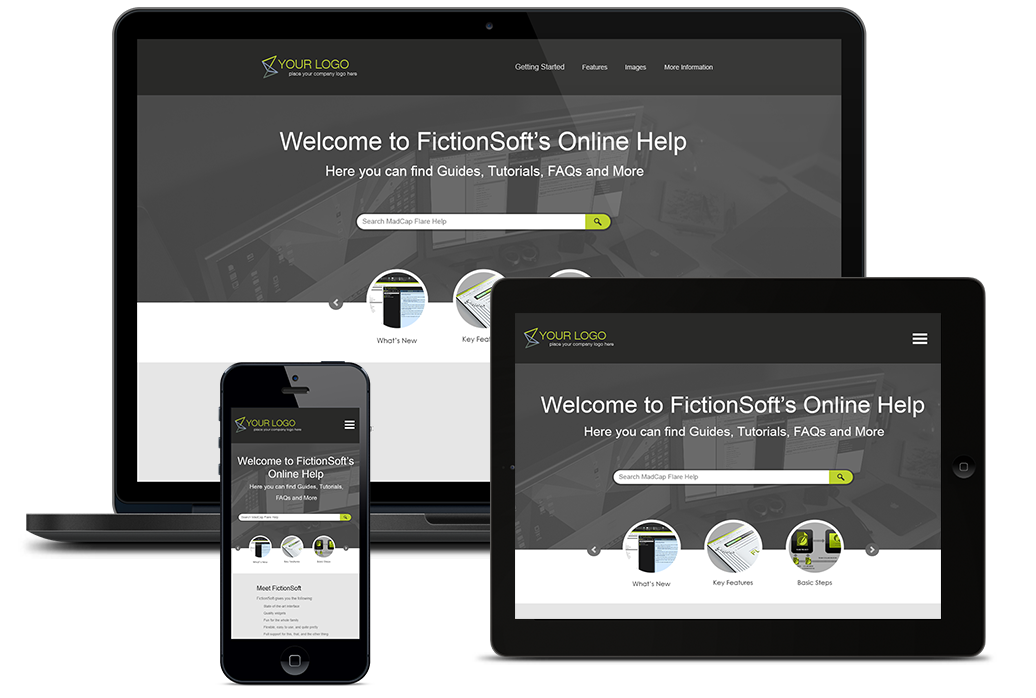 YOUR LOGO
place your company logo here
Getting Started
Features
Images
More Information
Welcome to FictionSoft's Online Help
Here you can find Guides, Tutorials, FAQs and More
Search MadCap Flare Help
What's New
Key Feat
YOUR LOGO
place your company logo here
Welcome to FictionSoft's
Online Help
Here you can find Guides, Tutorials,
FAQs and More
Search MadCap Flare Help
What's New
Key Features
Basic Steps
Meet FictionSoft
FictionSoft gives you the following:
State of the art interface
Quality widgets
Fun for the whole family
Flexible, easy to use, and quite pretty
Full support for this, that, and the other thing
YOUR LOGO
place your company logo here
Welcome to FictionSoft's Online Help
Here you can find Guides, Tutorials, FAQs and More
Search MadCap Flare Help
What's New
Key Features
Basic Steps